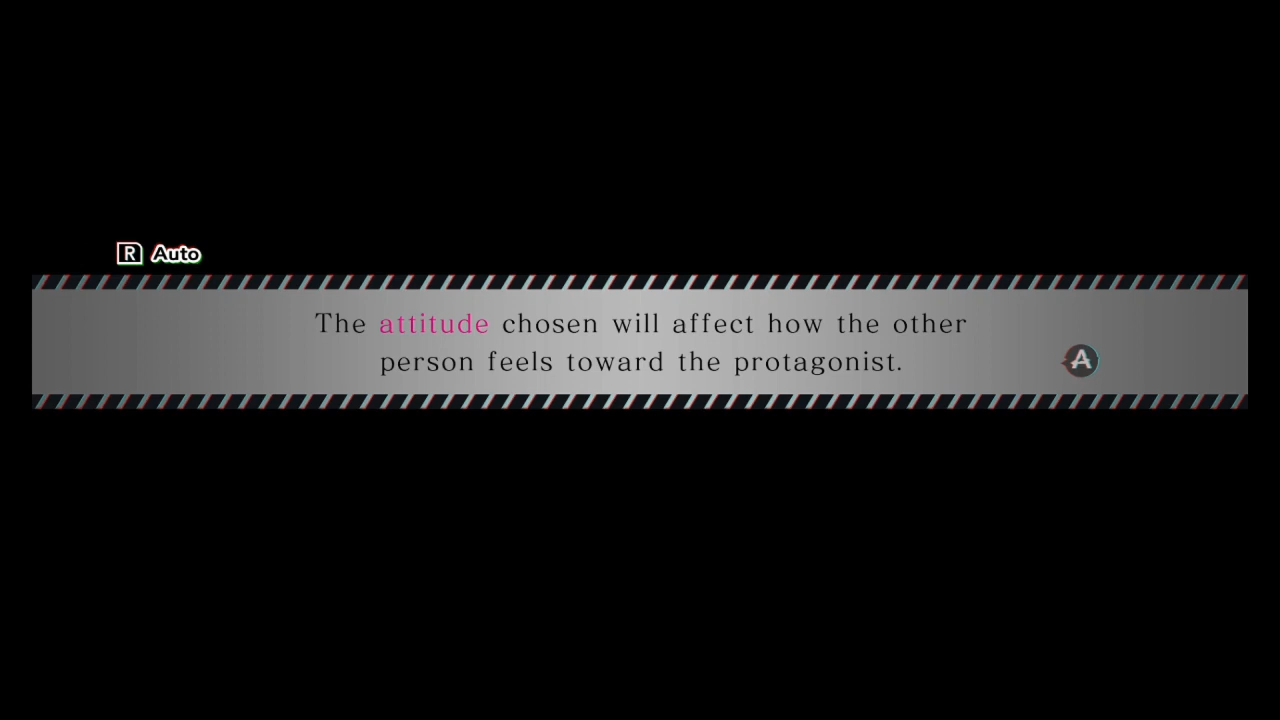 R Auto
The attitude chosen will affect how the other
person feels toward the protagonist.
A